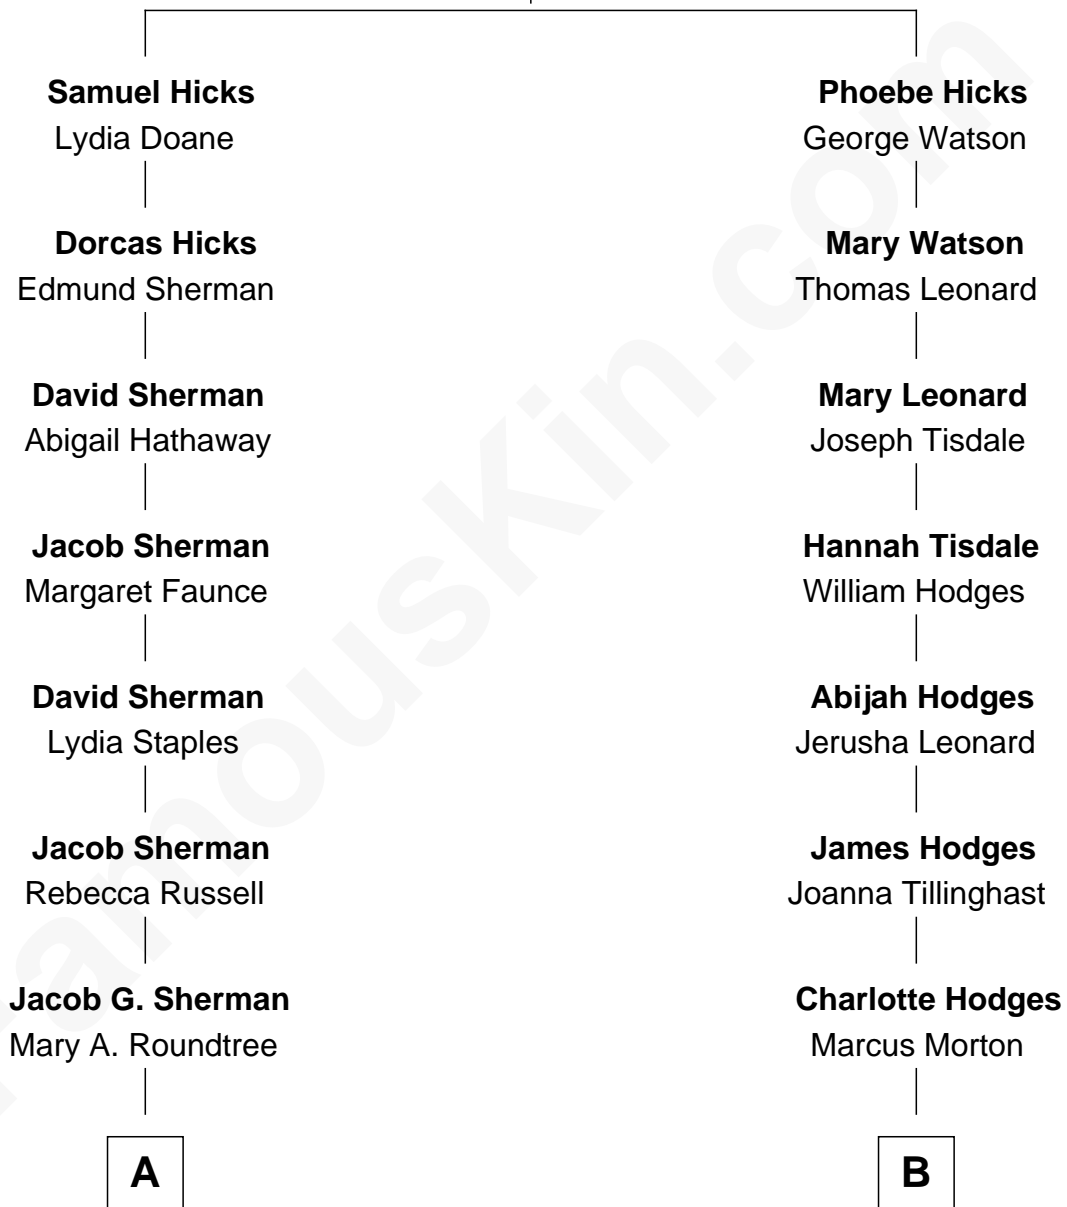 Samuel Hicks
Lydia Doane
Dorcas Hicks
Edmund Sherman
David Sherman
Abigail Hathaway
Jacob Sherman
Margaret Faunce
David Sherman
Lydia Staples
Jacob Sherman
Rebecca Russell
Jacob G. Sherman
Mary A. Roundtree
A
Phoebe Hicks
George Watson
Mary Watson
Thomas Leonard
Mary Leonard
Joseph Tisdale
Hannah Tisdale
William Hodges
Abijah Hodges
Jerusha Leonard
James Hodges
Joanna Tillinghast
Charlotte Hodges
Marcus Morton
B
FamousKin.com